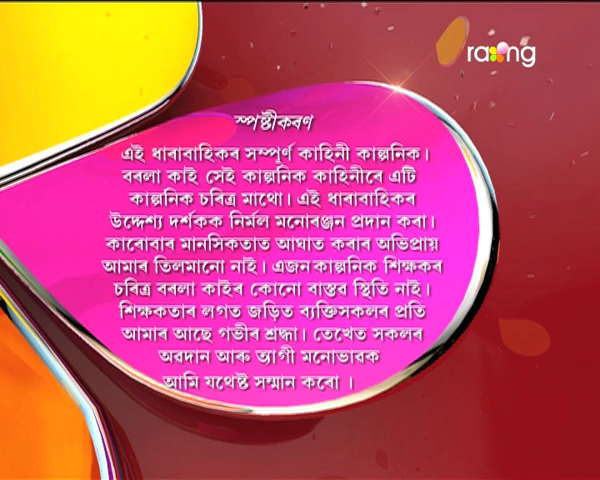 rang
স্পষ্টীকৰণ
এই ধাৰাবাহিকৰ সম্পূৰ্ণ কাহিনী কাল্পনিক।
বৰলা কাই সেই কাল্পনিক কাহিনীৰে এটি
কাল্পনিক চৰিত্ৰ মাথো। এই ধাৰাবাহিকৰ
উদ্দেশ্য দৰ্শকক নিৰ্মল মনোৰঞ্জন প্ৰদান কৰা।
কাৰোবাৰ মানসিকতাত আঘাত কৰাৰ অভিপ্ৰায়
আমাৰ তিলমানো নাই। এজন কাল্পনিক শিক্ষকৰ
চৰিত্ৰ বৰলা কাইৰ কোনো বাস্তৱ স্থিতি নাই।
শিক্ষকতাৰ লগত জড়িত ব্যক্তিসকলৰ প্ৰতি
আমাৰ আছে গভীৰ শ্ৰদ্ধা। তেখেত সকলৰ
অৱদান আৰু ত্যাগী মনোভাৱক
আমি যথেষ্ট সন্মান কৰো ।